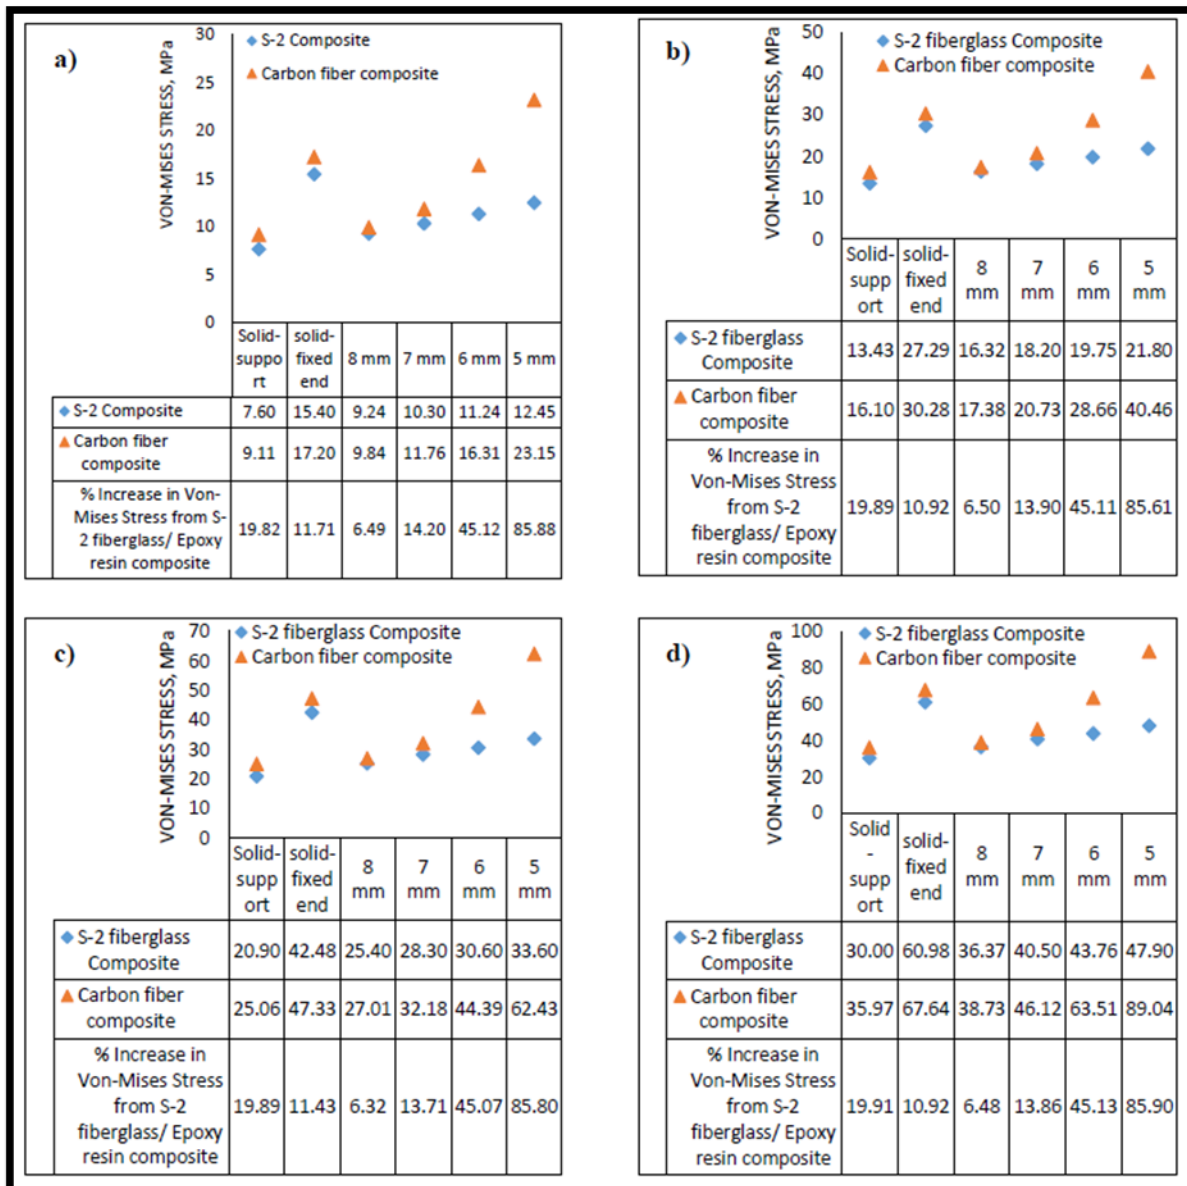 a)
VON-MISES STRESS, MPa
30
25
20
15
10
5
0
S-2 Composite
Carbon fiber composite
Solid-
suppo
rt
solid-
fixed
end
8 mm
7 mm
6 mm
5 mm
S-2 Composite
7.60 15.40 9.24 10.30 11.24 12.45
Carbon fiber
composite
9.11 17.20 9.84 11.76 16.31 23.15
% Increase in Von-
Mises Stress from S-
2 fiberglass/ Epoxy
resin composite
19.82 11.71 6.49 14.20 45.12 85.88
b)
VON-MISES STRESS, MPa
50
40
30
20
10
0
S-2 fiberglass Composite
Carbon fiber composite
Solid-
supp
ort
solid-
fixed
end
8
mm
7
mm
6
mm
5
mm
S-2 fiberglass
Composite
13.43 27.29 16.32 18.20 19.75 21.80
Carbon fiber
composite
16.10 30.28 17.38 20.73 28.66 40.46
% Increase in
Von-Mises Stress
from S-2
fiberglass/ Epoxy
resin composite
19.89 10.92 6.50 13.90 45.11 85.61
c)
VON-MISES STRESS, MPa
70
60
50
40
30
20
10
0
S-2 fiberglass Composite
Carbon fiber composite
Solid-
supp
ort
solid-
fixed
end
8
mm
7
mm
6
mm
5
mm
S-2 fiberglass
Composite
20.90 42.48 25.40 28.30 30.60 33.60
Carbon fiber
composite
25.06 47.33 27.01 32.18 44.39 62.43
% Increase in
Von-Mises Stress
from S-2
fiberglass/ Epoxy
resin composite
19.89 11.43 6.32 13.71 45.07 85.80
d)
VON-MISES STRESS, MPa
100
80
60
40
20
0
S-2 fiberglass Composite
Carbon fiber composite
Solid
-
supp
ort
solid-
fixed
end
8
mm
7
mm
6
mm
5
mm
S-2 fiberglass
Composite
30.00 60.98 36.37 40.50 43.76 47.90
Carbon fiber
composite
35.97 67.64 38.73 46.12 63.51 89.04
% Increase in
Von-Mises Stress
from S-2
fiberglass/ Epoxy
resin composite
19.91 10.92 6.48 13.86 45.13 85.90